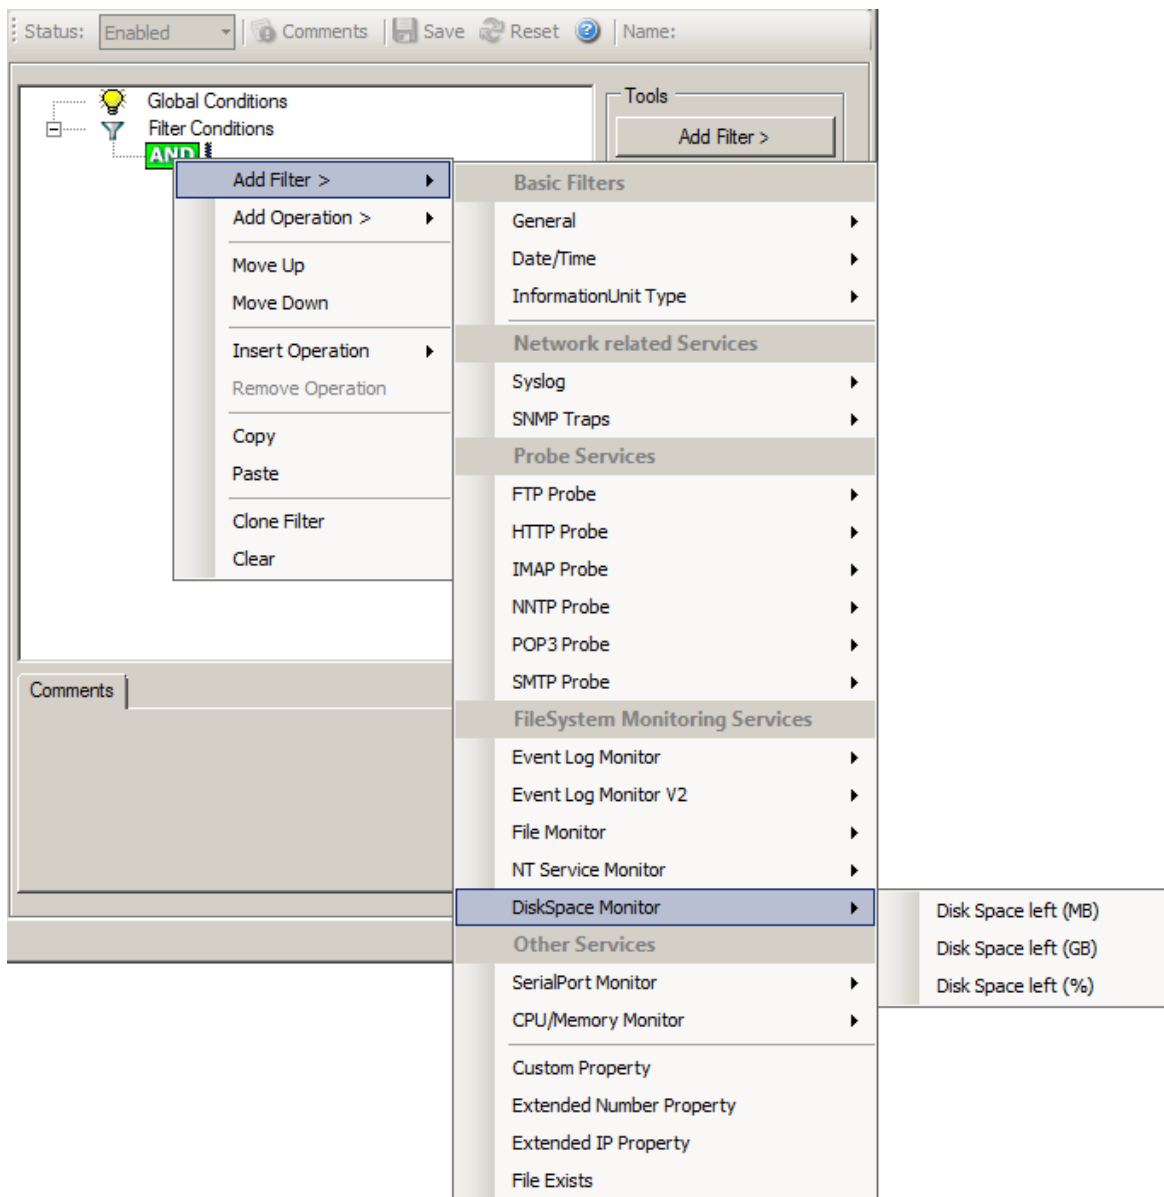 Status: Enabled Comments Save Reset Name:
Global Conditions
Filter Conditions
AND
Tools
Add Filter >
Add Filter >
Add Operation >
Move Up
Move Down
Insert Operation
Remove Operation
Copy
Paste
Clone Filter
Clear
Basic Filters
General
Date/Time
InformationUnit Type
Network related Services
Syslog
SNMP Traps
Probe Services
FTP Probe
HTTP Probe
IMAP Probe
NNTP Probe
POP3 Probe
SMTP Probe
FileSystem Monitoring Services
Event Log Monitor
Event Log Monitor V2
File Monitor
NT Service Monitor
DiskSpace Monitor
Other Services
SerialPort Monitor
CPU/Memory Monitor
Custom Property
Extended Number Property
Extended IP Property
File Exists
Disk Space left (MB)
Disk Space left (GB)
Disk Space left (%)
Comments